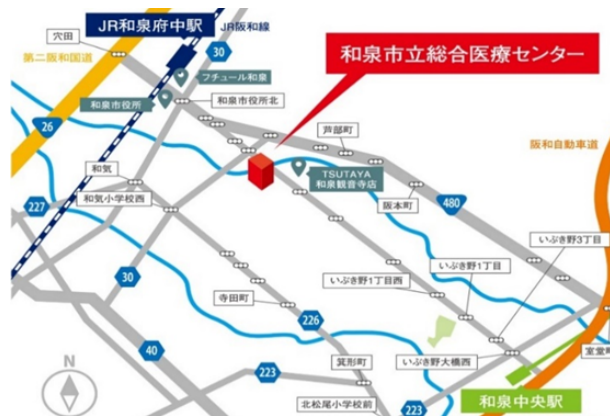 JR和泉府中駅
JR阪和線
穴田
30
和泉市立総合医療センター
第二阪和国道
フチュール和泉
和泉市役所
和泉市役所北
芦部町
26
阪和自動車道
和気
TSUTAYA
和泉観音寺店
阪本町
480
227
和気小学校西
いぶき野3丁目
いぶき野1丁目
30
いぶき野1丁目西
寺田町
226
室堂町
40
箕形町
いぶき野大橋西
N
223
和泉中央駅
北松尾小学校前
223